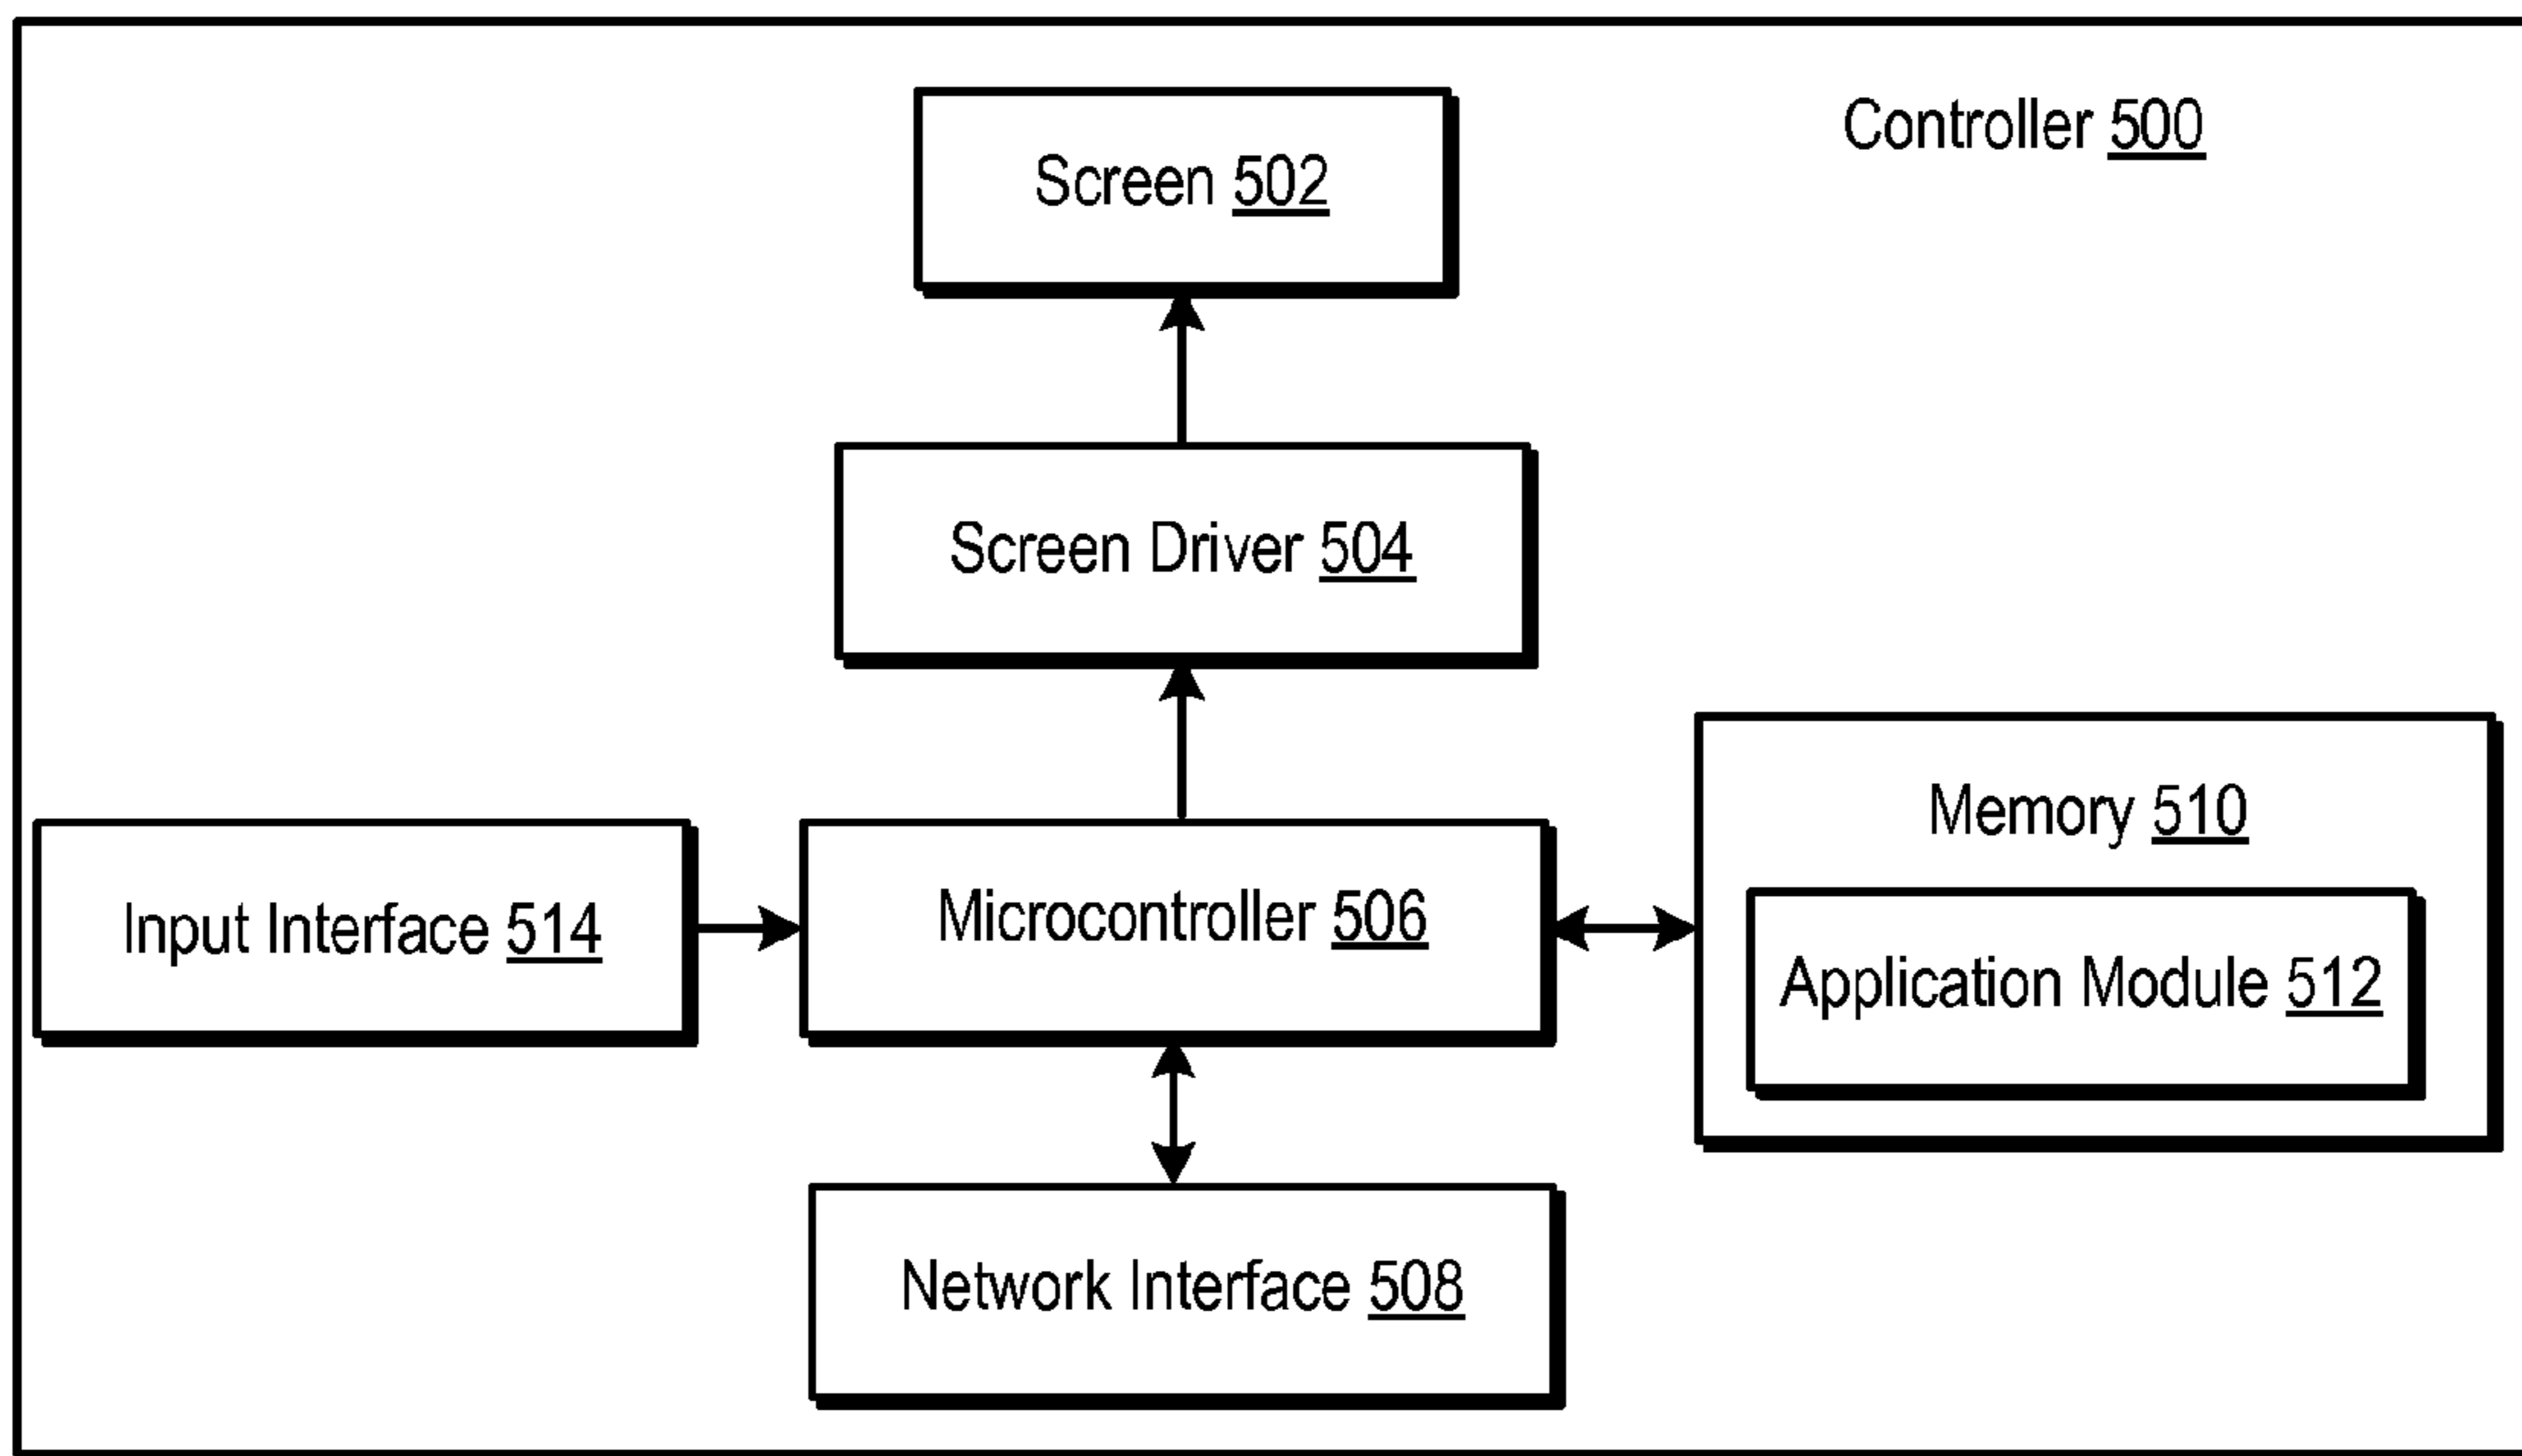 Controller 500
Screen 502
Screen Driver 504
Memory 510
Input Interface 514
Microcontroller 506
Application Module 512
Network Interface 508